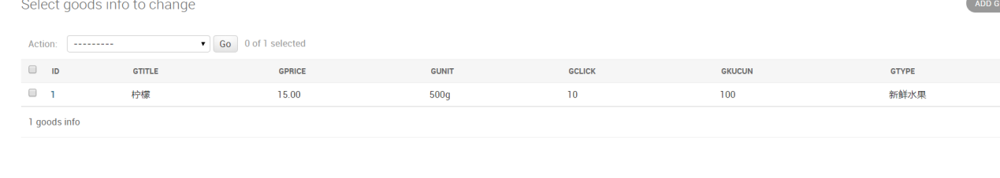 Select goods info to change
ADD G
Action: --------- Go 0 of 1 selected
ID GTITLE GPRICE GUNIT GCLICK GKUCUN GTYPE
1 柠檬 15.00 500g 10 100 新鲜水果
1 goods info